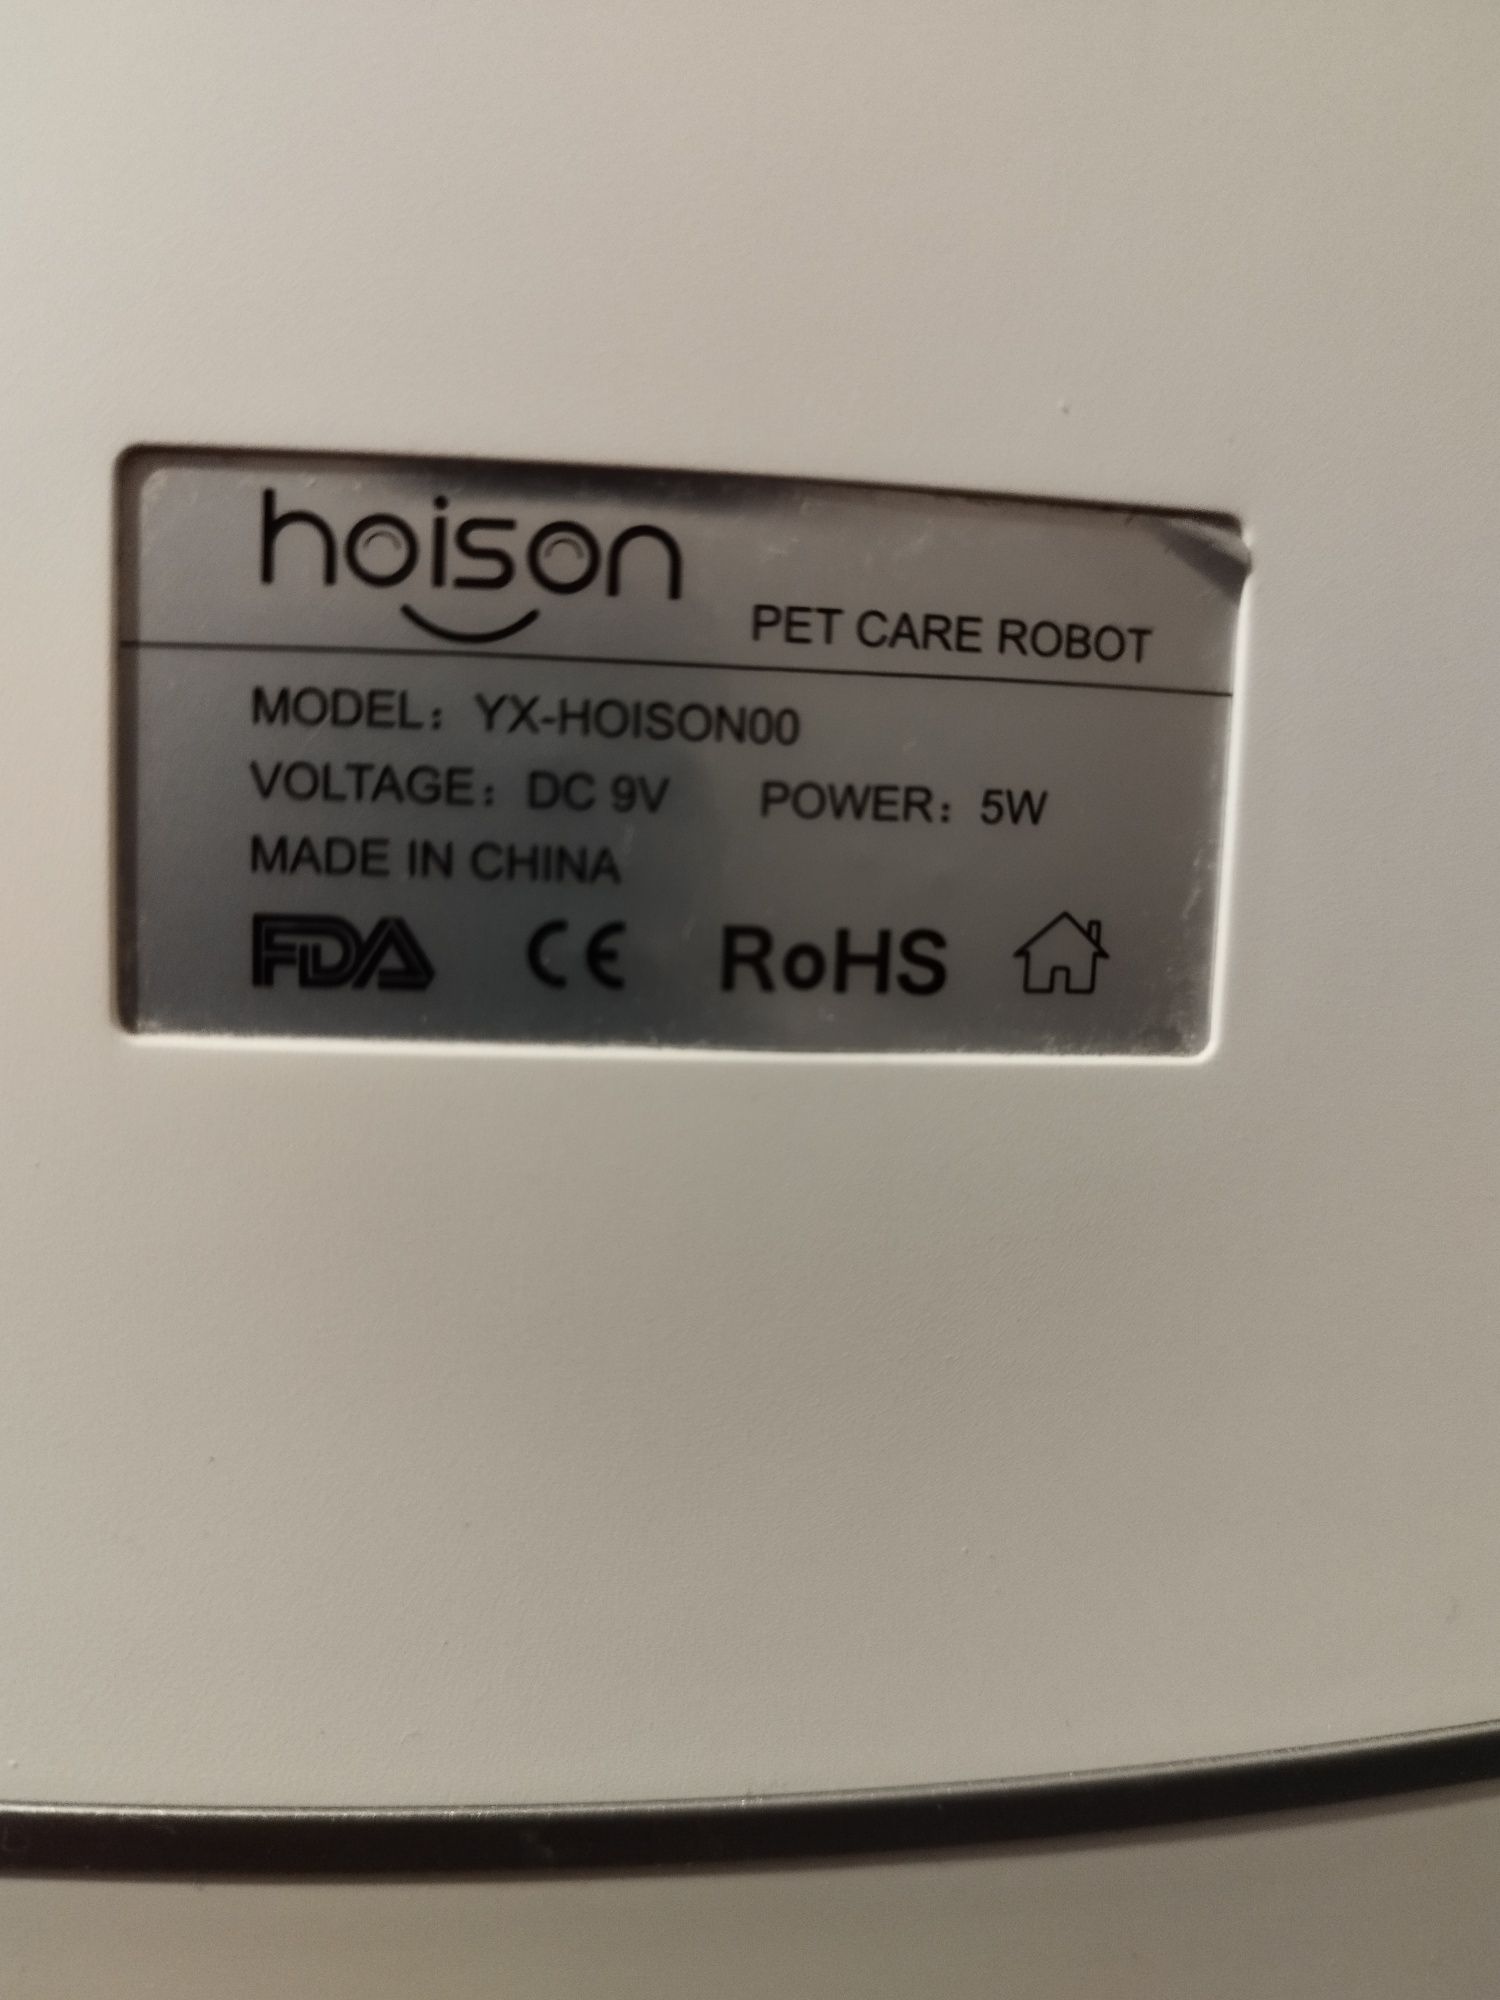 hoison
PET CARE ROBOT
MODEL：YX-HOISON00
VOLTAGE：DC 9V POWER：5W
MADE IN CHINA
FDA CE RoHS